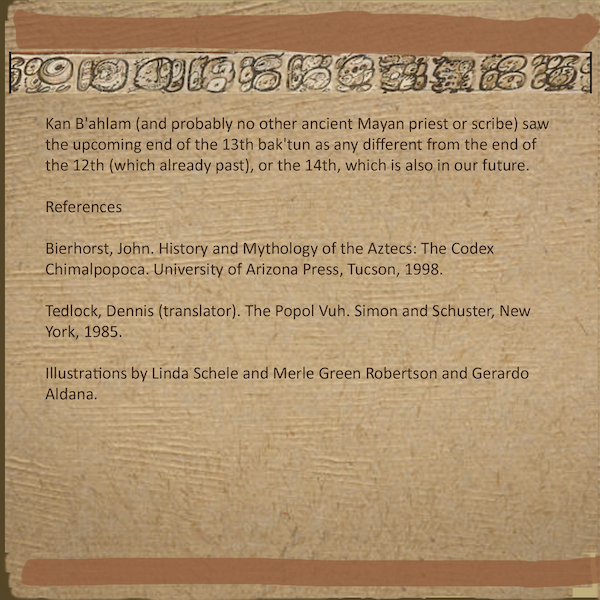 Kan B'ahlam (and probably no other ancient Mayan priest or scribe) saw
the upcoming end of the 13th bak'tun as any different from the end of
the 12th (which already past), or the 14th, which is also in our future.
References
Bierhorst, John. History and Mythology of the Aztecs: The Codex
Chimalpopoca. University of Arizona Press, Tucson, 1998.
Tedlock, Dennis (translator). The Popol Vuh. Simon and Schuster, New
York, 1985.
Illustrations by Linda Schele and Merle Green Robertson and Gerardo
Aldana.